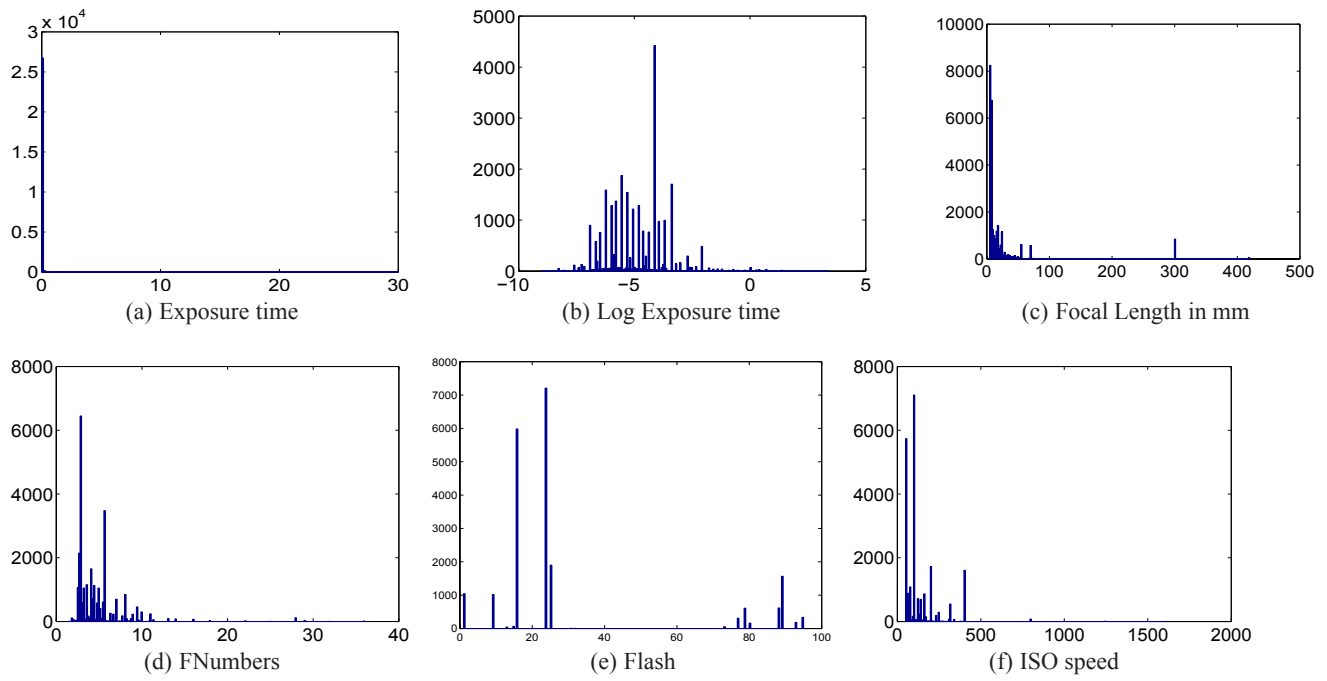 x 10^4
3
2.5
2
1.5
1
0.5
0
0 10 20 30
(a) Exposure time
5000
4000
3000
2000
1000
0
−10 −5 0 5
(b) Log Exposure time
10000
8000
6000
4000
2000
0
0 100 200 300 400 500
(c) Focal Length in mm
8000
6000
4000
2000
0
0 10 20 30 40
(d) FNumbers
8000
7000
6000
5000
4000
3000
2000
1000
0
0 20 40 60 80 100
(e) Flash
8000
6000
4000
2000
0
0 500 1000 1500 2000
(f) ISO speed